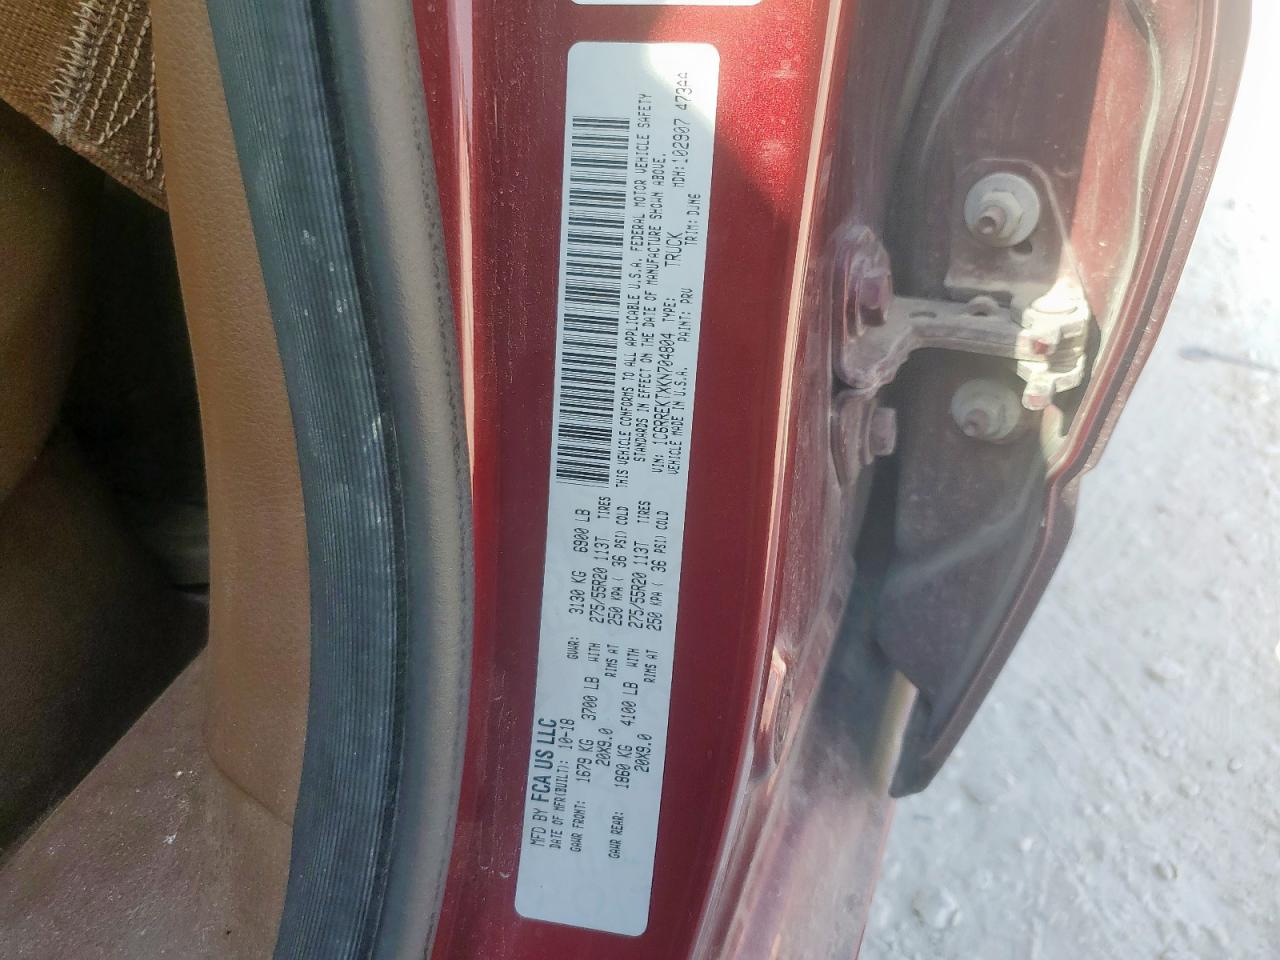 MFD BY FCA US LLC
DATE OF MFR(BUILT): 10-18 GVWR: 3130 KG 6900 LB
GAWR FRONT: 1679 KG 3700 LB WITH 275/55R20 113T TIRES
20X9.0 RIMS AT 250 KPA ( 36 PSI) COLD
GAWR REAR: 1860 KG 4100 LB WITH 275/55R20 113T TIRES
20X9.0 RIMS AT 250 KPA ( 36 PSI) COLD
THIS VEHICLE CONFORMS TO ALL APPLICABLE U.S.A. FEDERAL MOTOR VEHICLE SAFETY
STANDARDS IN EFFECT ON THE DATE OF MANUFACTURE SHOWN ABOVE.
VIN: 1C6RREKTXKN704804 TYPE: TRUCK MDH:102907 473AA
VEHICLE MADE IN U.S.A. PAINT: PRV TRIM: DJM6